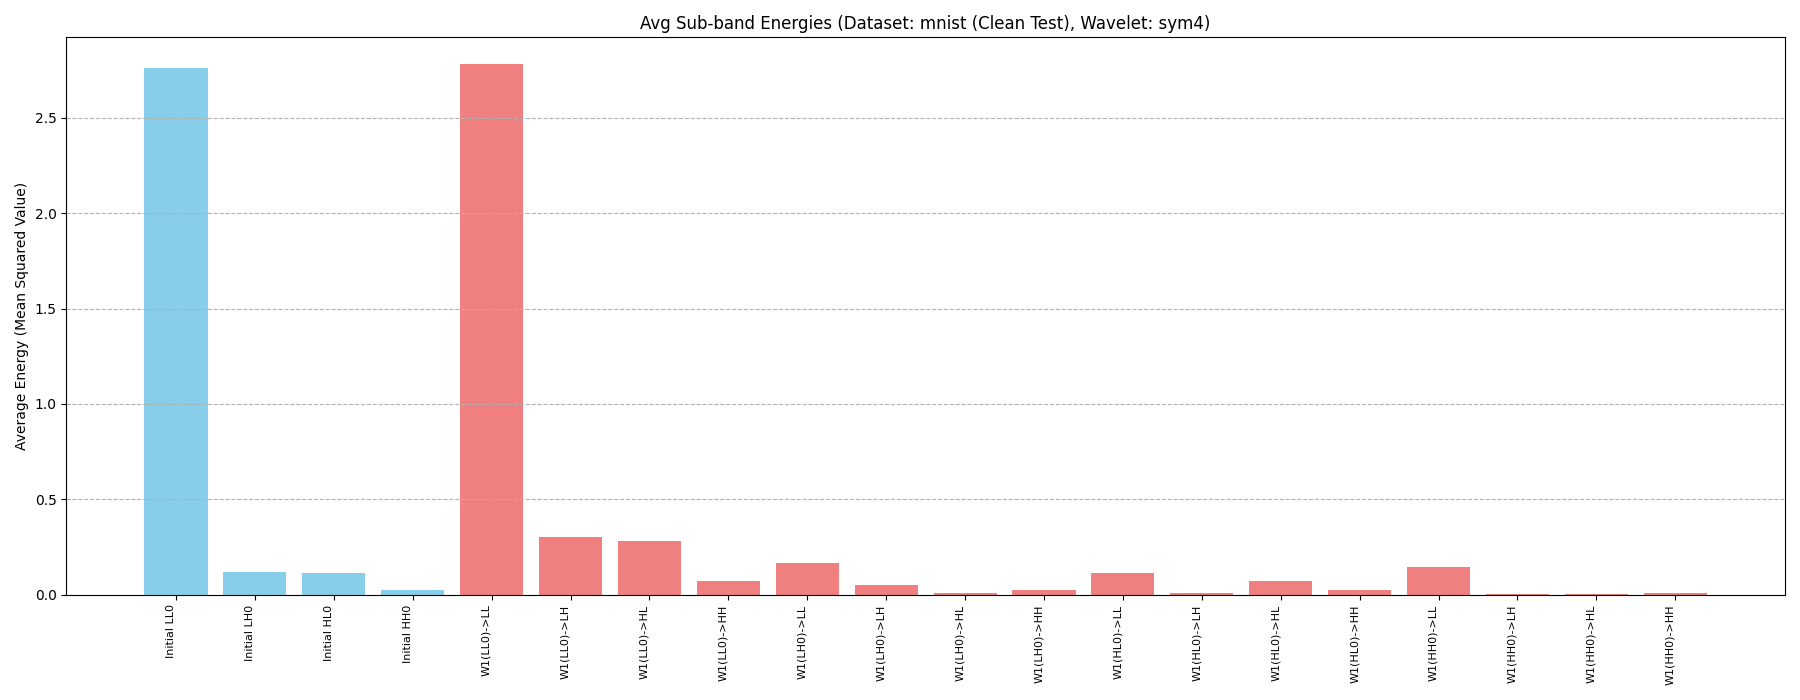 Avg Sub-band Energies (Dataset: mnist (Clean Test), Wavelet: sym4)
Average Energy (Mean Squared Value)
2.5
2.0
1.5
1.0
0.5
0.0
Initial LL0
Initial LH0
Initial HL0
Initial HH0
W1(LL0)->LL
W1(LL0)->LH
W1(LL0)->HL
W1(LL0)->HH
W1(LH0)->LL
W1(LH0)->LH
W1(LH0)->HL
W1(LH0)->HH
W1(HL0)->LL
W1(HL0)->LH
W1(HL0)->HL
W1(HL0)->HH
W1(HH0)->LL
W1(HH0)->LH
W1(HH0)->HL
W1(HH0)->HH